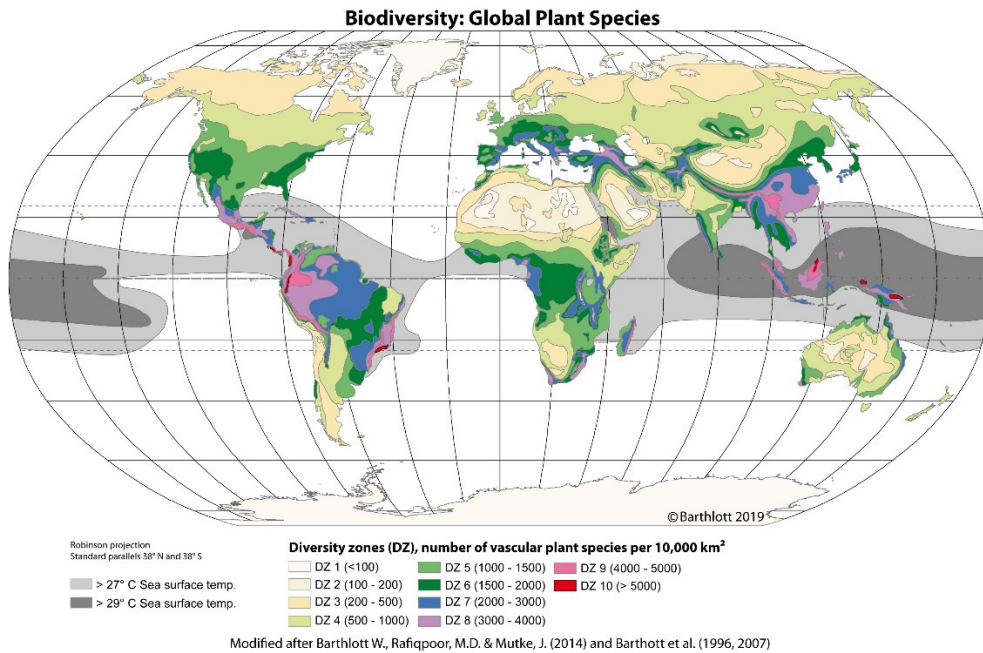 Biodiversity: Global Plant Species
©Barthlott 2019
Robinson projection
Standard parallels 38° N and 38° S
> 27° C Sea surface temp.
> 29° C Sea surface temp.
Diversity zones (DZ), number of vascular plant species per 10,000 km²
DZ 1 (<100)
DZ 2 (100 - 200)
DZ 3 (200 - 500)
DZ 4 (500 - 1000)
DZ 5 (1000 - 1500)
DZ 6 (1500 - 2000)
DZ 7 (2000 - 3000)
DZ 8 (3000 - 4000)
DZ 9 (4000 - 5000)
DZ 10 (> 5000)
Modified after Barthlott W., Rafiqpoor, M.D. & Mutke, J. (2014) and Barthott et al. (1996, 2007)